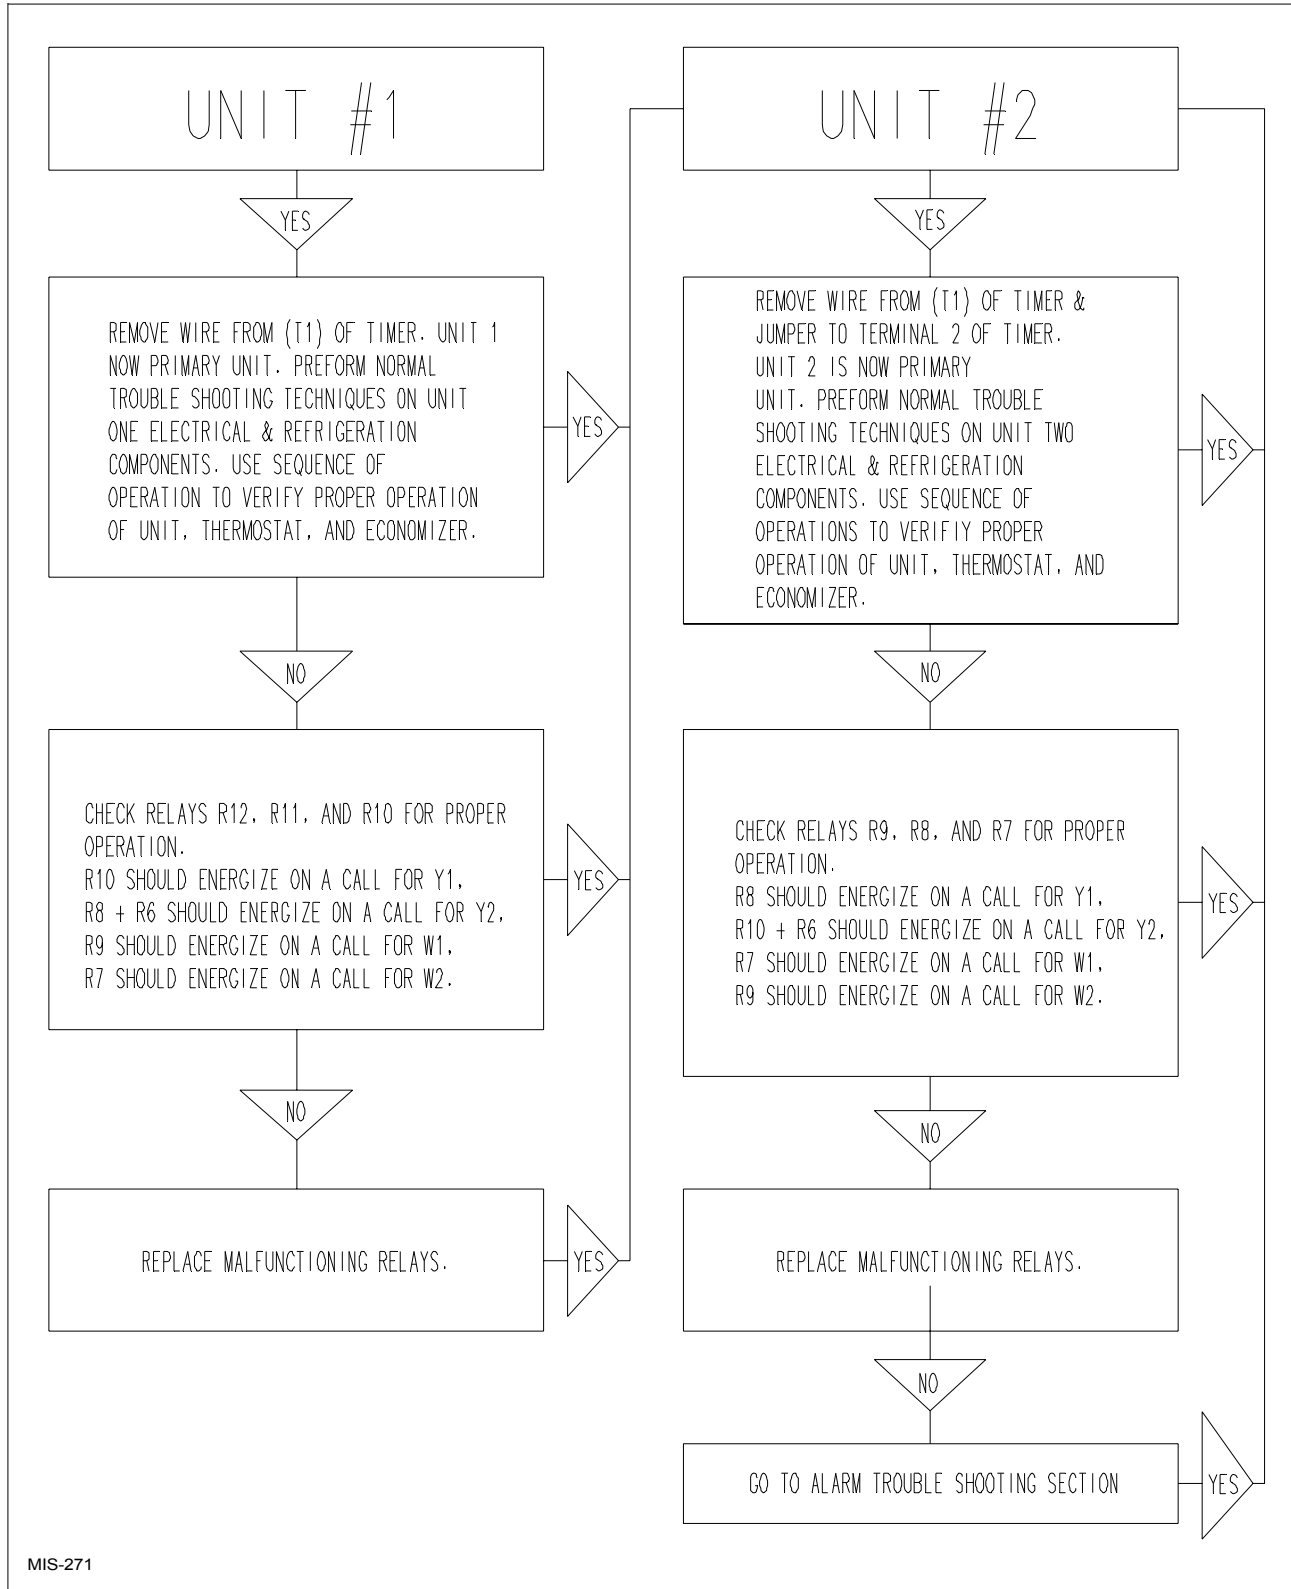 UNIT #1
YES
REMOVE WIRE FROM (T1) OF TIMER. UNIT 1
NOW PRIMARY UNIT. PREFORM NORMAL
TROUBLE SHOOTING TECHNIQUES ON UNIT
ONE ELECTRICAL & REFRIGERATION
COMPONENTS. USE SEQUENCE OF
OPERATION TO VERIFY PROPER OPERATION
OF UNIT, THERMOSTAT, AND ECONOMIZER.
YES
NO
CHECK RELAYS R12, R11, AND R10 FOR PROPER
OPERATION.
R10 SHOULD ENERGIZE ON A CALL FOR Y1,
R8 + R6 SHOULD ENERGIZE ON A CALL FOR Y2,
R9 SHOULD ENERGIZE ON A CALL FOR W1,
R7 SHOULD ENERGIZE ON A CALL FOR W2.
YES
NO
REPLACE MALFUNCTIONING RELAYS.
YES
UNIT #2
YES
REMOVE WIRE FROM (T1) OF TIMER &
JUMPER TO TERMINAL 2 OF TIMER.
UNIT 2 IS NOW PRIMARY
UNIT. PREFORM NORMAL TROUBLE
SHOOTING TECHNIQUES ON UNIT TWO
ELECTRICAL & REFRIGERATION
COMPONENTS. USE SEQUENCE OF
OPERATIONS TO VERIFIY PROPER
OPERATION OF UNIT, THERMOSTAT, AND
ECONOMIZER.
YES
NO
CHECK RELAYS R9, R8, AND R7 FOR PROPER
OPERATION.
R8 SHOULD ENERGIZE ON A CALL FOR Y1,
R10 + R6 SHOULD ENERGIZE ON A CALL FOR Y2,
R7 SHOULD ENERGIZE ON A CALL FOR W1,
R9 SHOULD ENERGIZE ON A CALL FOR W2.
YES
NO
REPLACE MALFUNCTIONING RELAYS.
NO
GO TO ALARM TROUBLE SHOOTING SECTION
YES
MIS-271